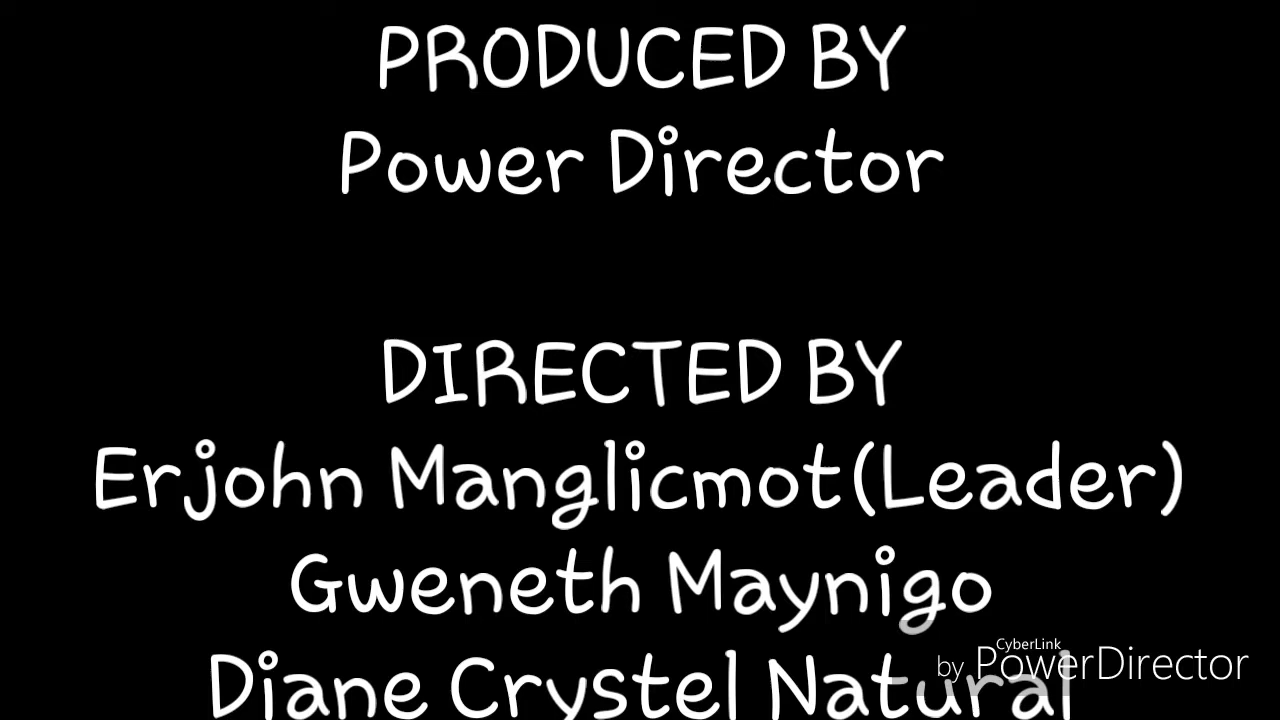 PRODUCED BY
Power Director
DIRECTED BY
Erjohn Manglicmot(Leader)
Gweneth Maynigo
Diane Crystel Natural
CyberLink
by PowerDirector